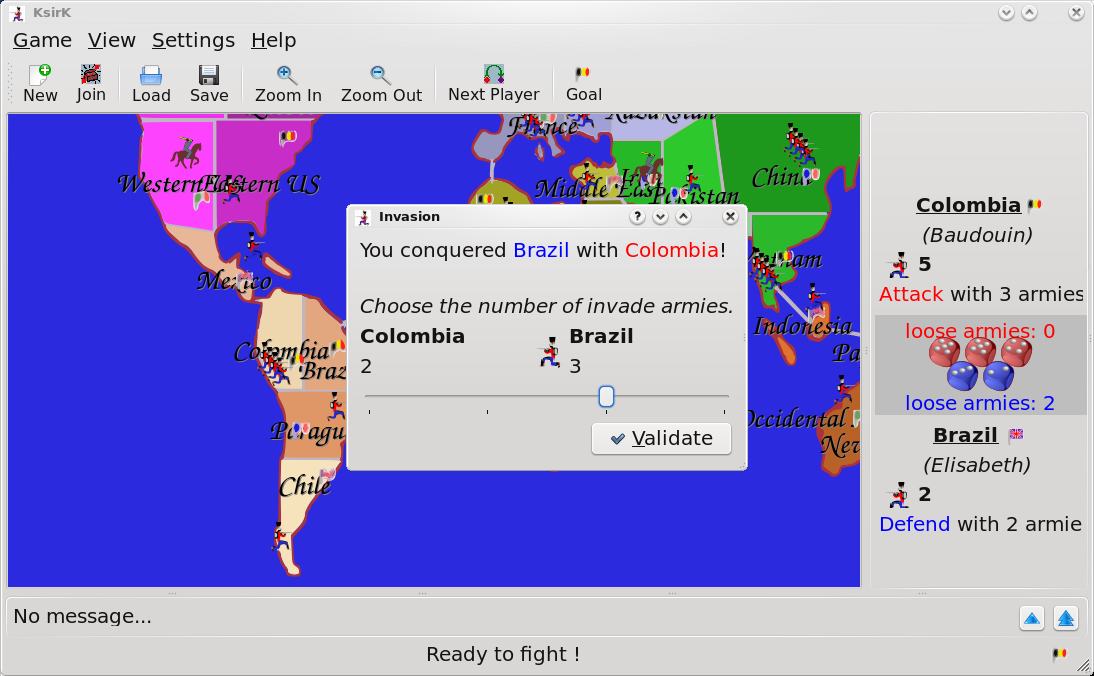 KsirK
Game View Settings Help
New Join Load Save Zoom In Zoom Out Next Player Goal
France
Kazakstan
Western US Eastern US
Middle East
Iran
Pakistan
China
Mexico
Colombia
Brazil
Paragu
Chile
Indonesia
Pa
Occidental
New
Invasion
You conquered Brazil with Colombia!
Choose the number of invade armies.
Colombia Brazil
2 3
Validate
Colombia
(Baudouin)
5
Attack with 3 armies
loose armies: 0
loose armies: 2
Brazil
(Elisabeth)
2
Defend with 2 armie
No message...
Ready to fight !